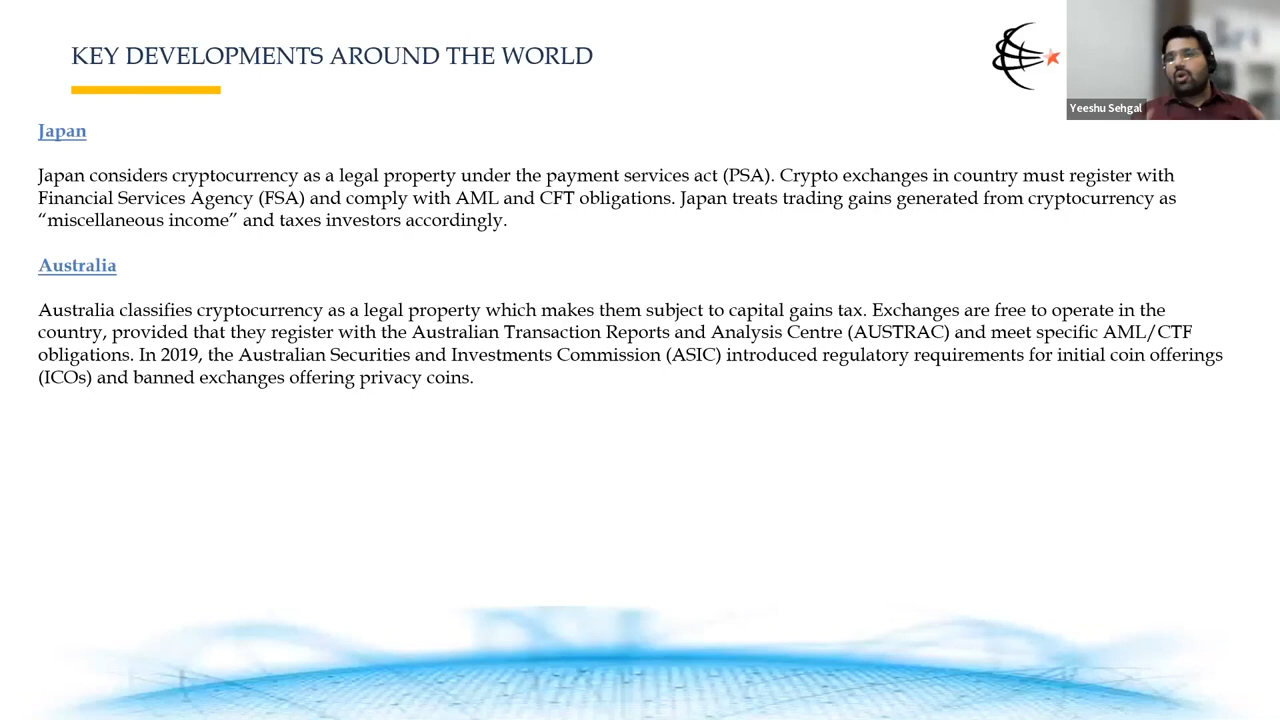 KEY DEVELOPMENTS AROUND THE WORLD
Yeeshu Sehgal
Japan
Japan considers cryptocurrency as a legal property under the payment services act (PSA). Crypto exchanges in country must register with
Financial Services Agency (FSA) and comply with AML and CFT obligations. Japan treats trading gains generated from cryptocurrency as
“miscellaneous income” and taxes investors accordingly.
Australia
Australia classifies cryptocurrency as a legal property which makes them subject to capital gains tax. Exchanges are free to operate in the
country, provided that they register with the Australian Transaction Reports and Analysis Centre (AUSTRAC) and meet specific AML/CTF
obligations. In 2019, the Australian Securities and Investments Commission (ASIC) introduced regulatory requirements for initial coin offerings
(ICOs) and banned exchanges offering privacy coins.